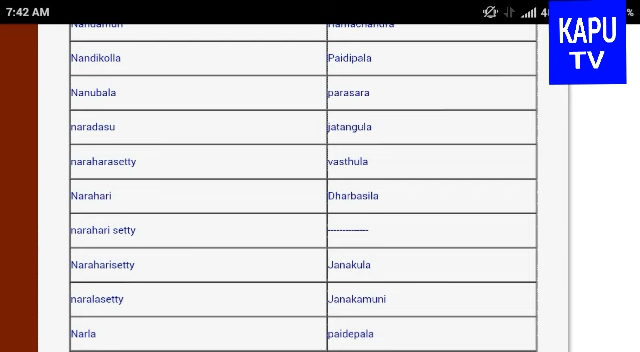 7:42 AM
KAPU
TV
%
Nandikolla Paidipala
Nanubala parasara
naradasu jatangula
naraharasetty vasthula
Narahari Dharbasila
narahari setty --------------
Naraharisetty Janakula
naralasetty Janakamuni
Narla paidepala